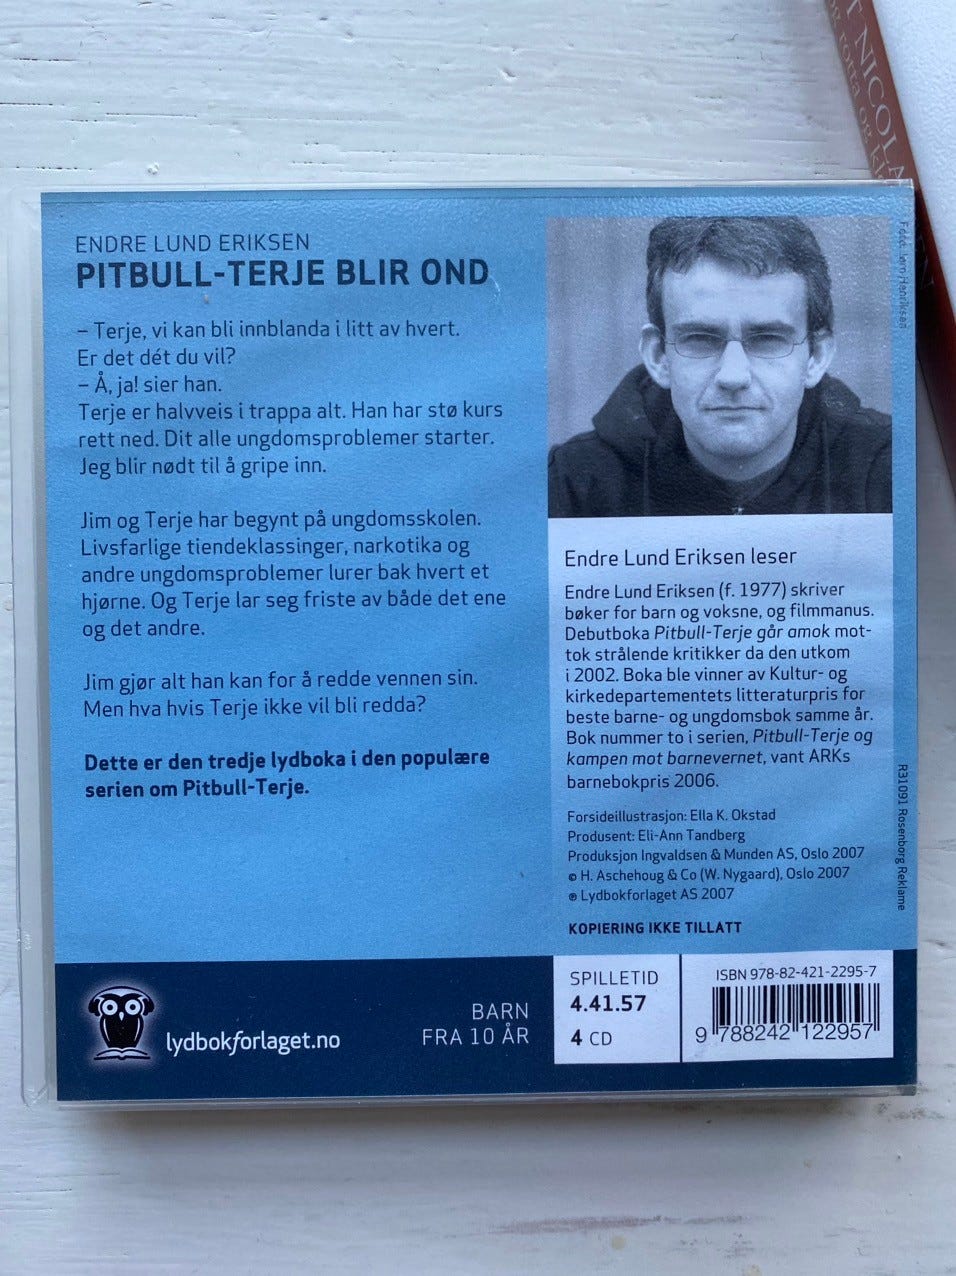 ENDRE LUND ERIKSEN
PITBULL-TERJE BLIR OND
– Terje, vi kan bli innblanda i litt av hvert.
Er det dét du vil?
– Å, ja! sier han.
Terje er halvveis i trappa alt. Han har stø kurs
rett ned. Dit alle ungdomsproblemer starter.
Jeg blir nødt til å gripe inn.
Jim og Terje har begynt på ungdomsskolen.
Livsfarlige tiendeklassinger, narkotika og
andre ungdomsproblemer lurer bak hvert et
hjørne. Og Terje lar seg friste av både det ene
og det andre.
Jim gjør alt han kan for å redde vennen sin.
Men hva hvis Terje ikke vil bli redda?
Dette er den tredje lydboka i den populære
serien om Pitbull-Terje.
Endre Lund Eriksen leser
Endre Lund Eriksen (f. 1977) skriver
bøker for barn og voksne, og filmmanus.
Debutboka Pitbull-Terje går amok mot-
tok strålende kritikker da den utkom
i 2002. Boka ble vinner av Kultur- og
kirkedepartementets litteraturpris for
beste barne- og ungdomsbok samme år.
Bok nummer to i serien, Pitbull-Terje og
kampen mot barnevernet, vant ARKs
barnebokpris 2006.
Forsideillustrasjon: Ella K. Okstad
Produsent: Eli-Ann Tandberg
Produksjon Ingvaldsen & Munden AS, Oslo 2007
© H. Aschehoug & Co (W. Nygaard), Oslo 2007
℗ Lydbokforlaget AS 2007
KOPIERING IKKE TILLATT
R31091 Rosenborg Reklame
lydbokforlaget.no
BARN
FRA 10 ÅR
SPILLETID
4.41.57
4 CD
ISBN 978-82-421-2295-7
9 788242 122957
T NICOLA
rotta og